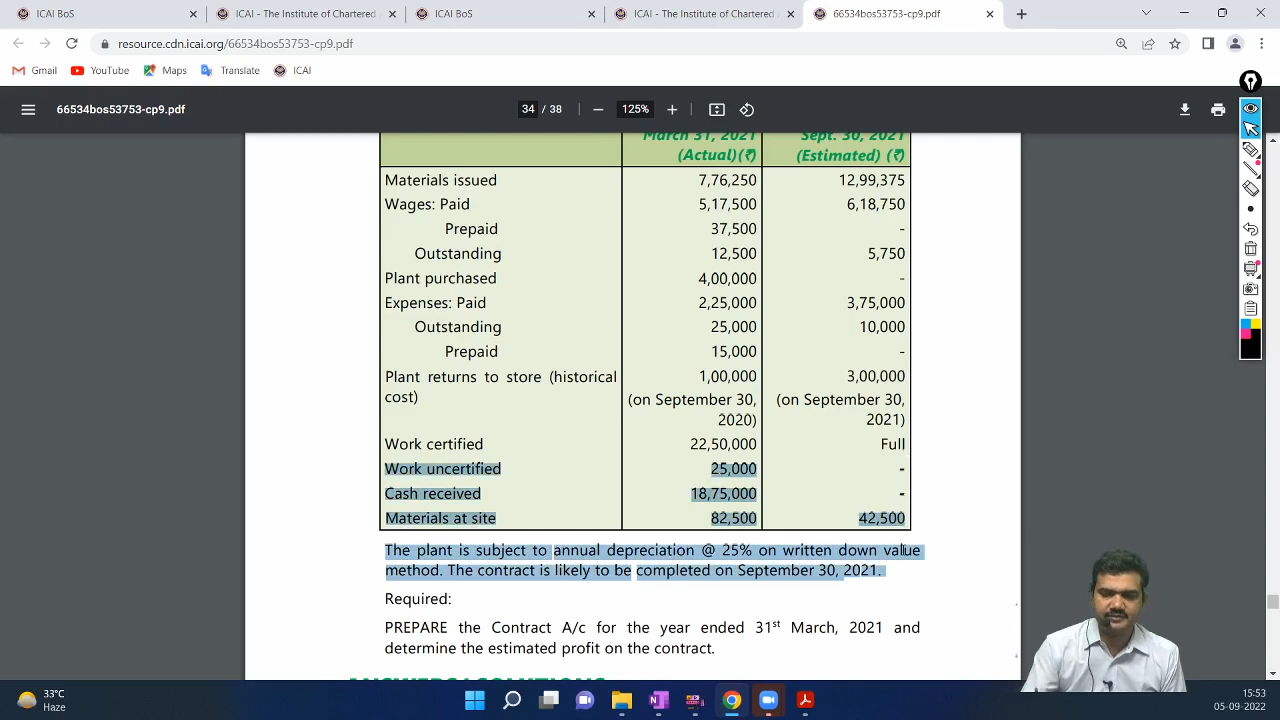 ICAI BoS
ICAI - The Institute of Chartered A
ICAI BoS
ICAI - The Institute of Chartered A
66534bos53753-cp9.pdf
resource.cdn.icai.org/66534bos53753-cp9.pdf
Gmail YouTube Maps Translate ICAI
66534bos53753-cp9.pdf 34 / 38 125%
March 31, 2021 Sept. 30, 2021
(Actual)(₹) (Estimated) (₹)
Materials issued 7,76,250 12,99,375
Wages: Paid 5,17,500 6,18,750
Prepaid 37,500 -
Outstanding 12,500 5,750
Plant purchased 4,00,000 -
Expenses: Paid 2,25,000 3,75,000
Outstanding 25,000 10,000
Prepaid 15,000 -
Plant returns to store (historical 1,00,000 3,00,000
cost) (on September 30, (on September 30,
2020) 2021)
Work certified 22,50,000 Full
Work uncertified 25,000 -
Cash received 18,75,000 -
Materials at site 82,500 42,500
The plant is subject to annual depreciation @ 25% on written down value
method. The contract is likely to be completed on September 30, 2021.
Required:
PREPARE the Contract A/c for the year ended 31st March, 2021 and
determine the estimated profit on the contract.
ANSWERS/SOLUTIONS
33°C
Haze
15:53
05-09-2022